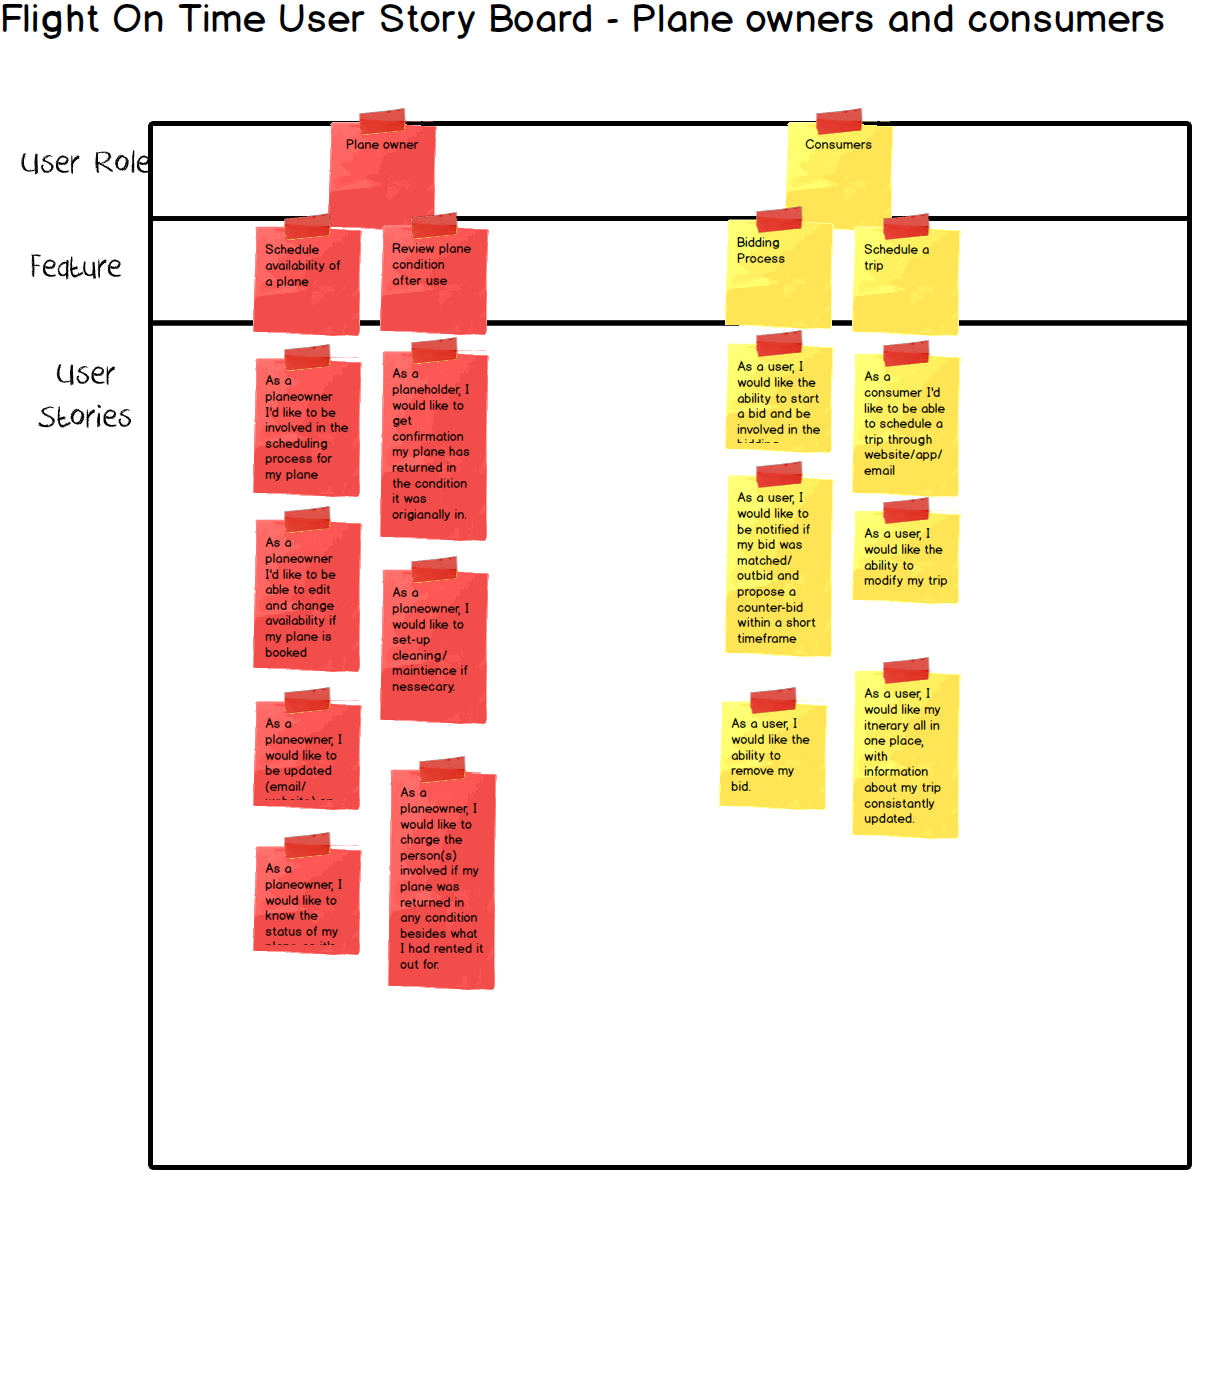 Flight On Time User Story Board - Plane owners and consumers
User Role
Plane owner
Consumers
Feature
Schedule
availability of
a plane
Review plane
condition
after use
Bidding
Process
Schedule a
trip
User
Stories
As a
planeowner
I'd like to be
involved in the
scheduling
process for
my plane
As a
planeowner
I'd like to be
able to edit
and change
availability if
my plane is
booked
As a
planeowner, I
would like to
be updated
(email/
As a
planeowner, I
would like to
know the
status of my
As a
planeholder, I
would like to
get
confirmation
my plane has
returned in
the condition
it was
origianally in.
As a
planeowner, I
would like to
set-up
cleaning/
maintience if
nessecary.
As a
planeowner, I
would like to
charge the
person(s)
involved if my
plane was
returned in
any condition
besides what
I had rented it
out for.
As a user, I
would like the
ability to start
a bid and be
involved in the
As a user, I
would like to
be notified if
my bid was
matched/
outbid and
propose a
counter-bid
within a short
timeframe
As a user, I
would like the
ability to
remove my
bid.
As a
consumer I'd
like to be able
to schedule a
trip through
website/app/
email
As a user, I
would like the
ability to
modify my trip
As a user, I
would like my
itnerary all in
one place,
with
information
about my trip
consistantly
updated.